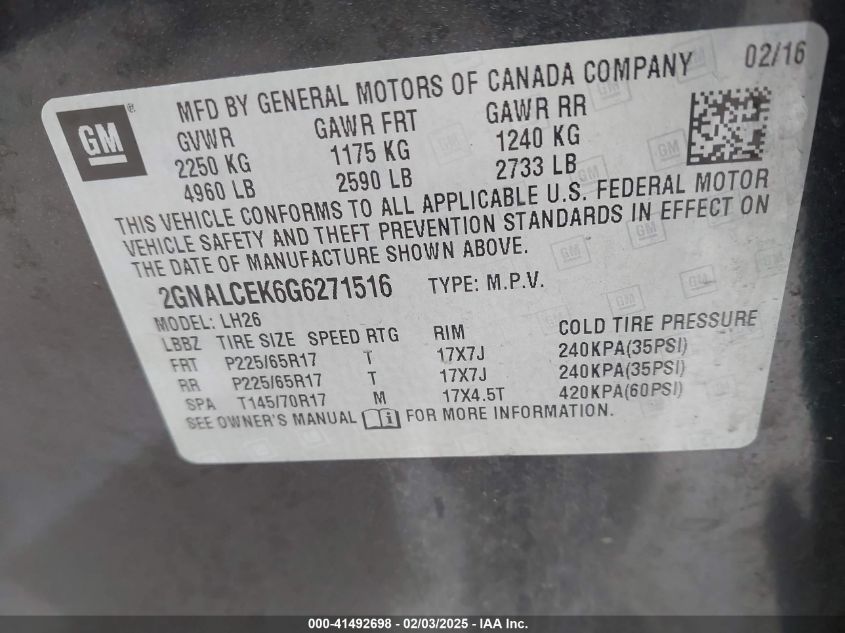 GM
MFD BY GENERAL MOTORS OF CANADA COMPANY 02/16
GVWR GAWR FRT GAWR RR
2250 KG 1175 KG 1240 KG
4960 LB 2590 LB 2733 LB
THIS VEHICLE CONFORMS TO ALL APPLICABLE U.S. FEDERAL MOTOR
VEHICLE SAFETY AND THEFT PREVENTION STANDARDS IN EFFECT ON
THE DATE OF MANUFACTURE SHOWN ABOVE.
2GNALCEK6G6271516 TYPE: M.P.V.
MODEL: LH26
LBBZ TIRE SIZE SPEED RTG RIM COLD TIRE PRESSURE
FRT P225/65R17 T 17X7J 240KPA(35PSI)
RR P225/65R17 T 17X7J 240KPA(35PSI)
SPA T145/70R17 M 17X4.5T 420KPA(60PSI)
SEE OWNER'S MANUAL FOR MORE INFORMATION.
000-41492698 - 02/03/2025 - IAA Inc.